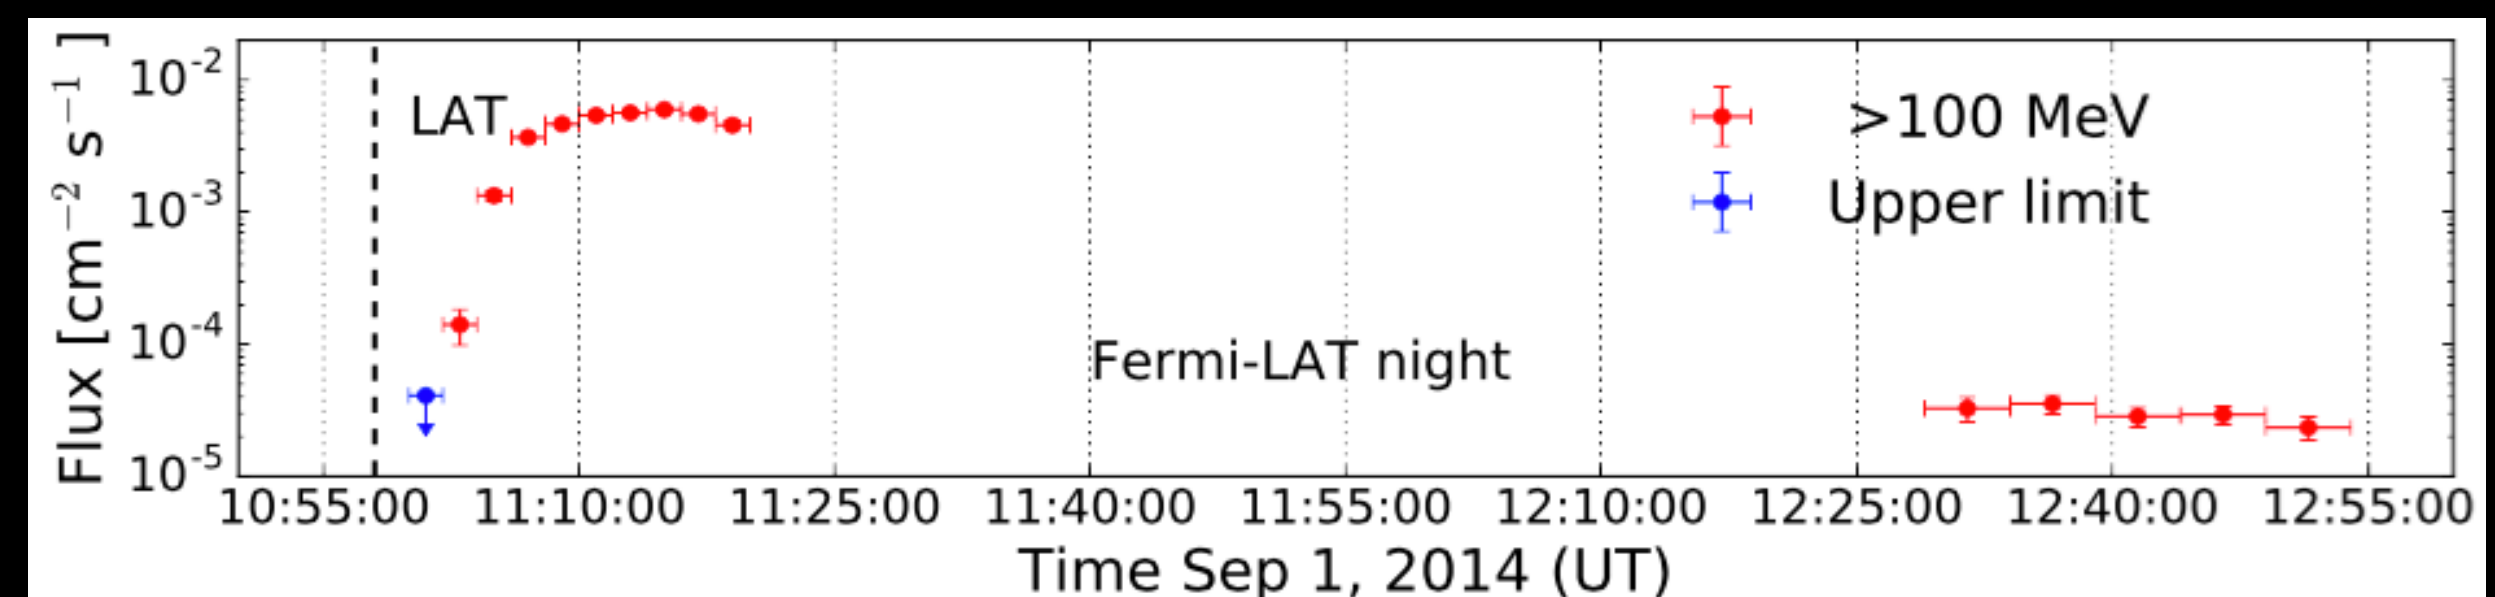 Flux [cm⁻² s⁻¹ ]
10⁻²
10⁻³
10⁻⁴
10⁻⁵
LAT
>100 MeV
Upper limit
Fermi-LAT night
10:55:00 11:10:00 11:25:00 11:40:00 11:55:00 12:10:00 12:25:00 12:40:00 12:55:00
Time Sep 1, 2014 (UT)